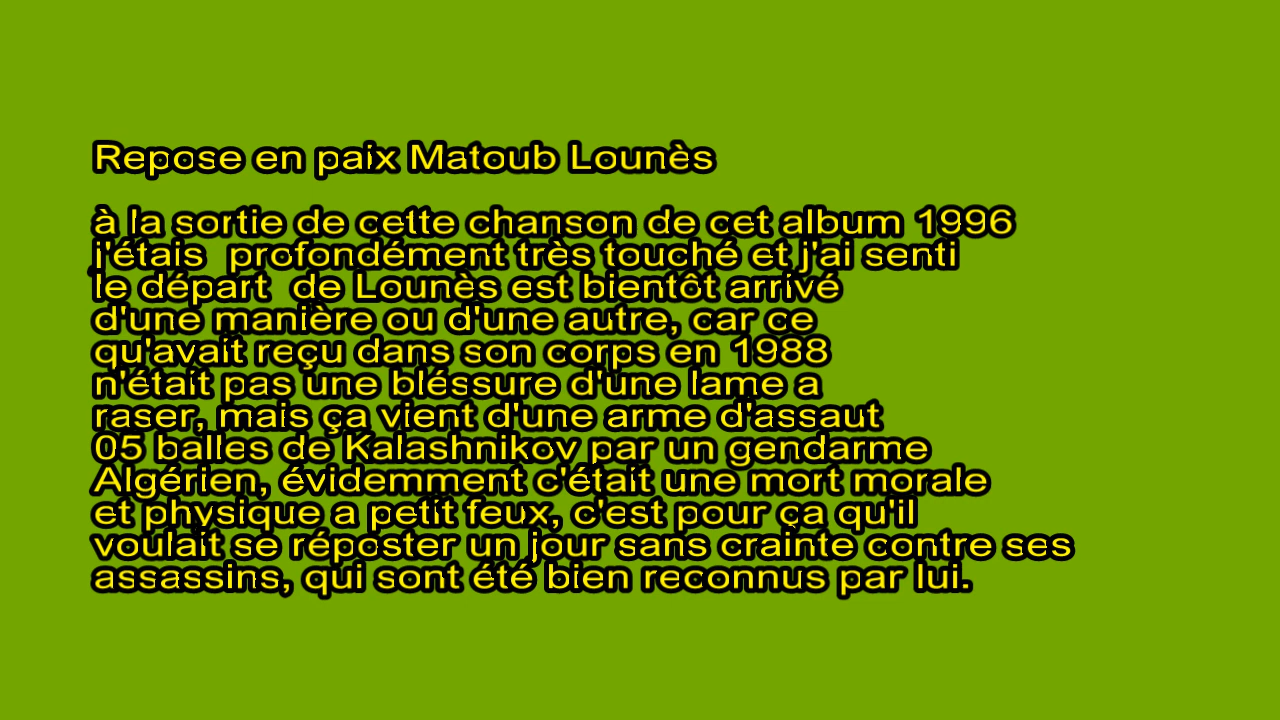 Repose en paix Matoub Lounès
à la sortie de cette chanson de cet album 1996
j'étais  profondément très touché et j'ai senti
le départ  de Lounès est bientôt arrivé
d'une manière ou d'une autre, car ce
qu'avait reçu dans son corps en 1988
n'était pas une bléssure d'une lame a
raser, mais ça vient d'une arme d'assaut
05 balles de Kalashnikov par un gendarme
Algérien, évidemment c'était une mort morale
et physique a petit feux, c'est pour ça qu'il
voulait se réposter un jour sans crainte contre ses
assassins, qui sont été bien reconnus par lui.